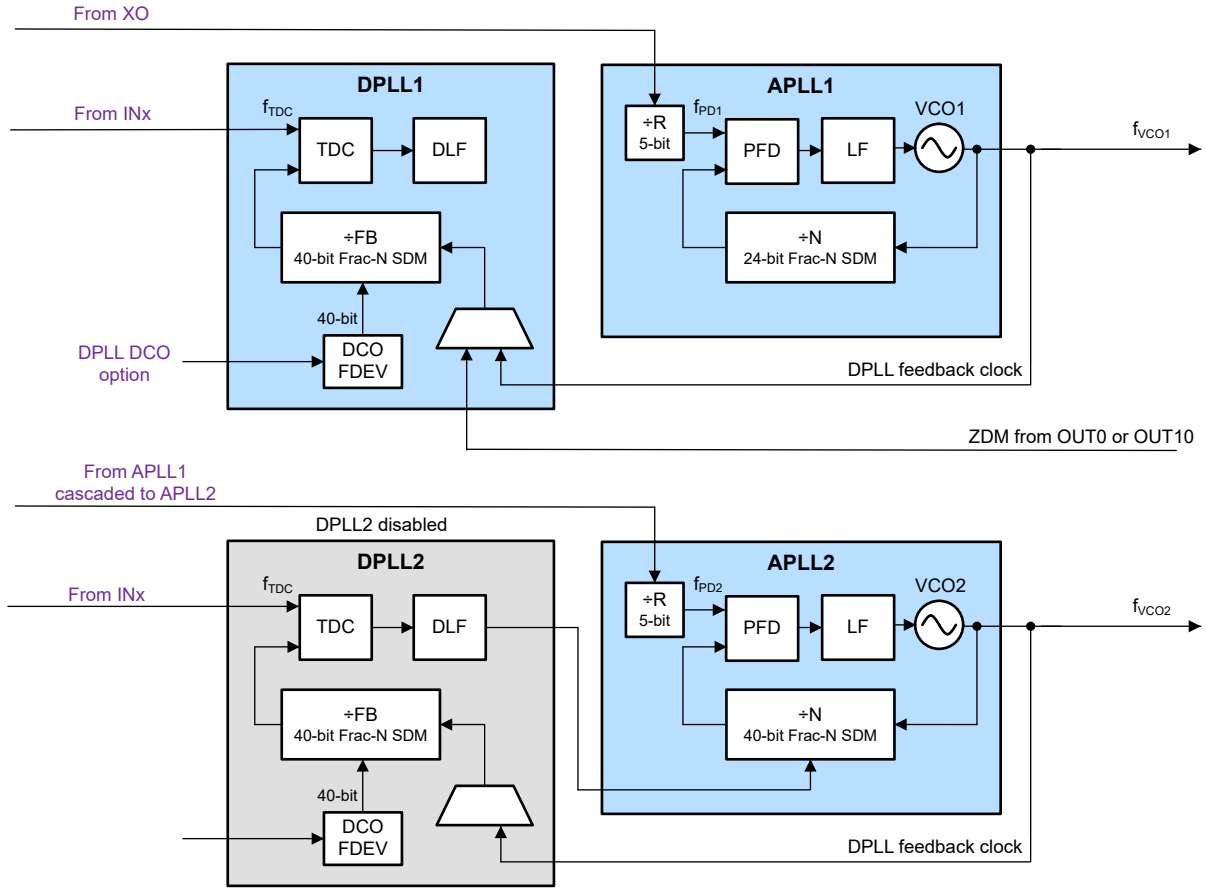 From XO
DPLL1
APLL1
From INx
fTDC
TDC
DLF
÷R
5-bit
fPD1
PFD
LF
VCO1
fVCO1
÷FB
40-bit Frac-N SDM
÷N
24-bit Frac-N SDM
40-bit
DPLL DCO
option
DCO
FDEV
DPLL feedback clock
ZDM from OUT0 or OUT10
From APLL1
cascaded to APLL2
DPLL2 disabled
DPLL2
APLL2
From INx
fTDC
TDC
DLF
÷R
5-bit
fPD2
PFD
LF
VCO2
fVCO2
÷FB
40-bit Frac-N SDM
÷N
40-bit Frac-N SDM
40-bit
DCO
FDEV
DPLL feedback clock